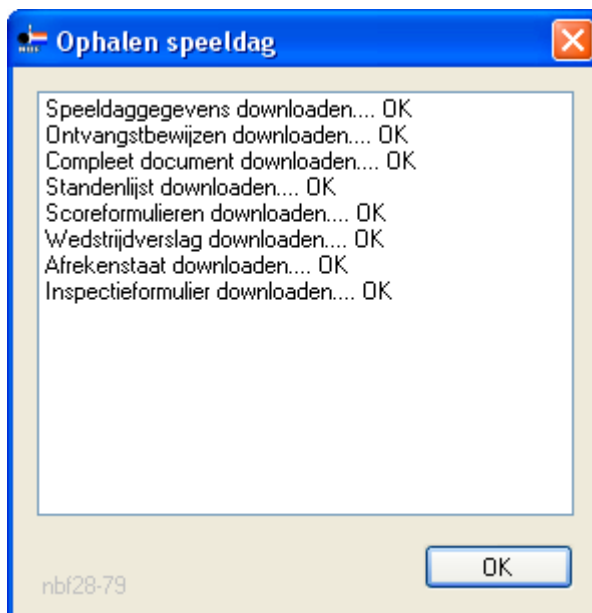 Ophalen speeldag
Speeldaggegevens downloaden.... OK
Ontvangstbewijzen downloaden.... OK
Compleet document downloaden.... OK
Standenlijst downloaden.... OK
Scoreformulieren downloaden.... OK
Wedstrijdverslag downloaden.... OK
Afrekenstaat downloaden.... OK
Inspectieformulier downloaden.... OK
nbf28-79
OK